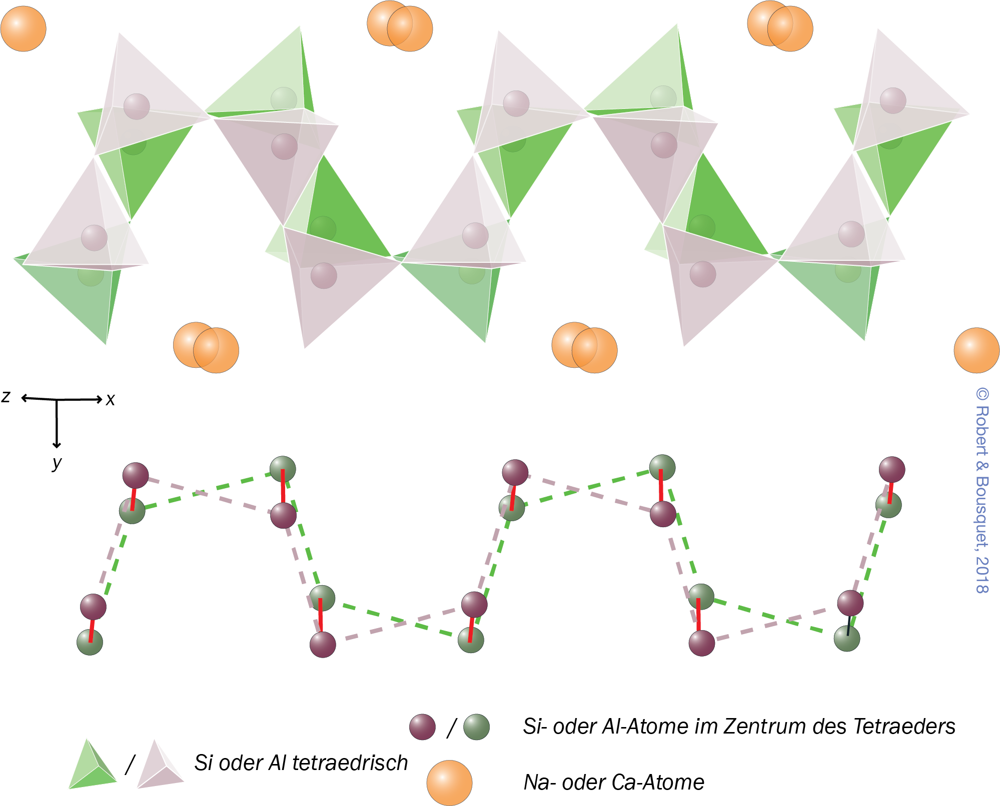 z
x
y
© Robert & Bousquet, 2018
/
Si- oder Al-Atome im Zentrum des Tetraeders
/
Si oder Al tetraedrisch
Na- oder Ca-Atome